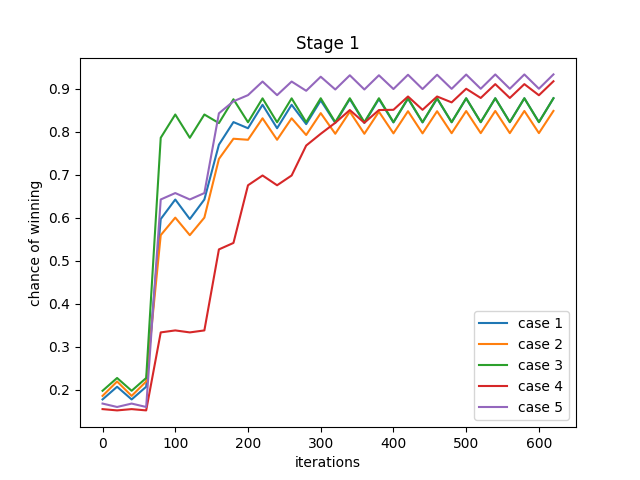 Stage 1
chance of winning
0.9
0.8
0.7
0.6
0.5
0.4
0.3
0.2
case 1
case 2
case 3
case 4
case 5
0 100 200 300 400 500 600
iterations